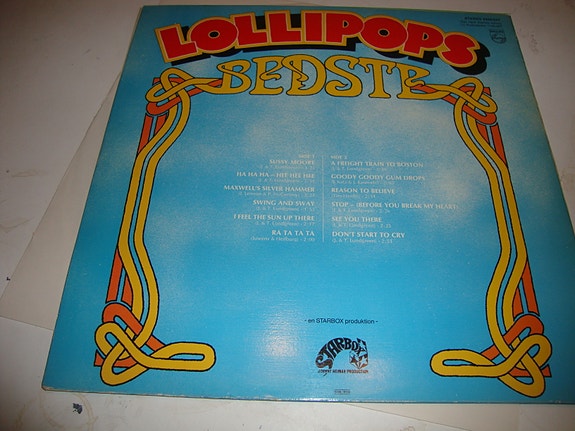 LOLLIPOPS
BEDSTE
SIDE 1
SUSSY MOORE
HA HA HA – HEE HEE HEE
MAXWELL'S SILVER HAMMER
SWING AND SWAY
I FEEL THE SUN UP THERE
RA TA TA TA
SIDE 2
A FREIGHT TRAIN TO BOSTON
GOODY GOODY GUM DROPS
REASON TO BELIEVE
STOP – (BEFORE YOU BREAK MY HEART)
SEE YOU THERE
DON'T START TO CRY
- en STARBOX produktion -
STARBOX
JOHNNY REIMAR PRODUCTION